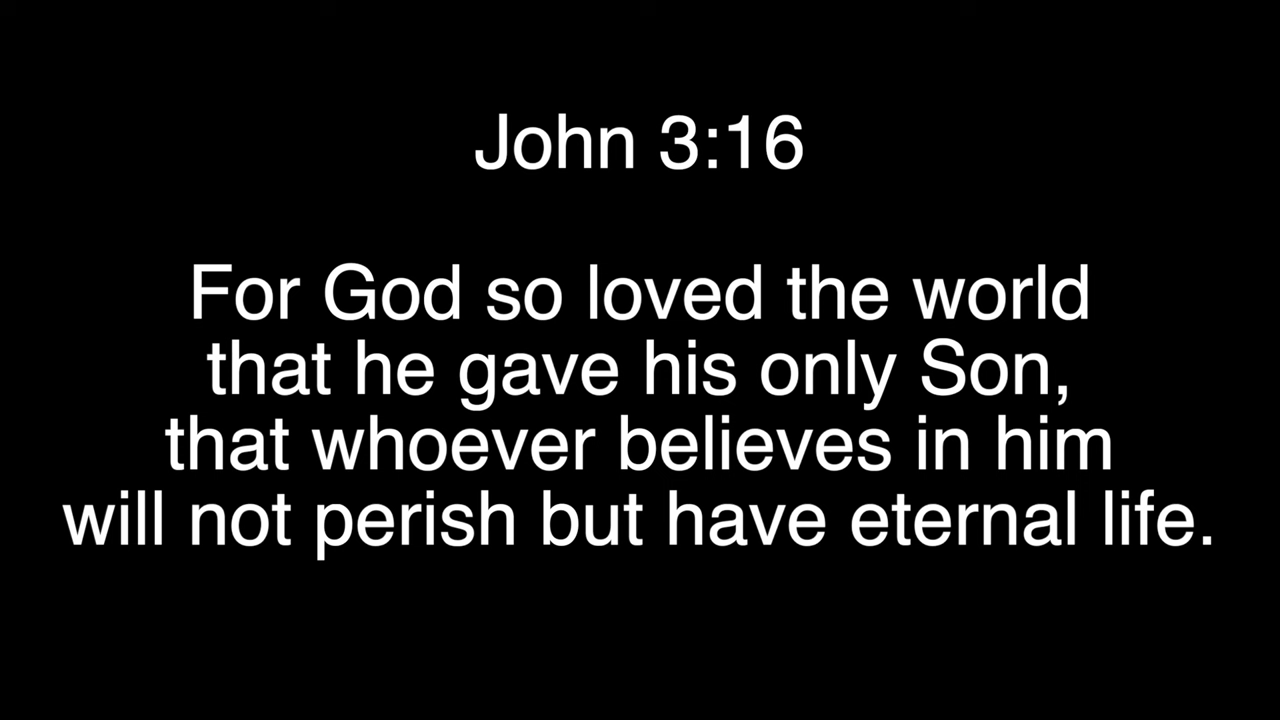 John 3:16
For God so loved the world
that he gave his only Son,
that whoever believes in him
will not perish but have eternal life.